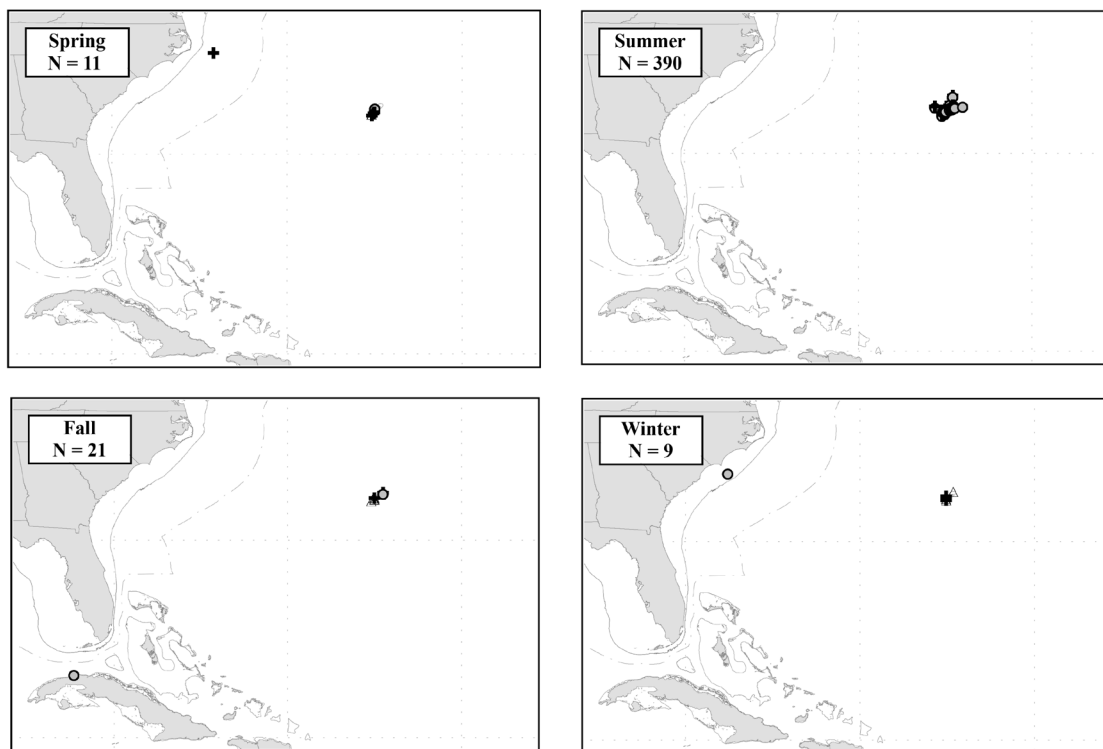 Spring
N = 11
Summer
N = 390
Fall
N = 21
Winter
N = 9